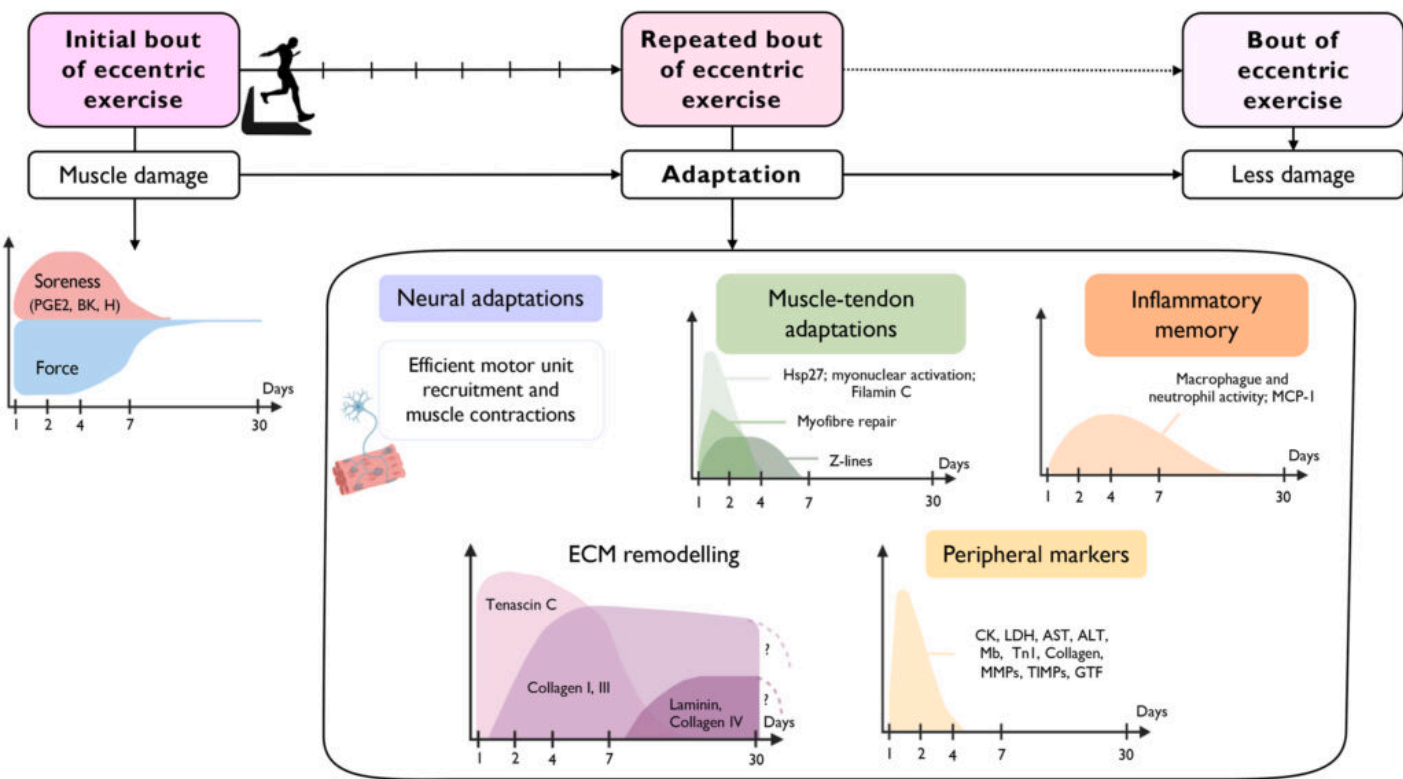 Initial bout
of eccentric
exercise
Repeated bout
of eccentric
exercise
Bout of
eccentric
exercise
Muscle damage
Adaptation
Less damage
Soreness
(PGE2, BK, H)
Force
Days
1 2 4 7 30
Neural adaptations
Efficient motor unit
recruitment and
muscle contractions
Muscle-tendon
adaptations
Hsp27; myonuclear activation;
Filamin C
Myofibre repair
Z-lines
Days
1 2 4 7 30
Inflammatory
memory
Macrophague and
neutrophil activity; MCP-1
Days
1 2 4 7 30
ECM remodelling
Tenascin C
Collagen I, III
Laminin,
Collagen IV
?
?
Days
1 2 4 7 30
Peripheral markers
CK, LDH, AST, ALT,
Mb, Tn1, Collagen,
MMPs, TIMPs, GTF
Days
1 2 4 7 30